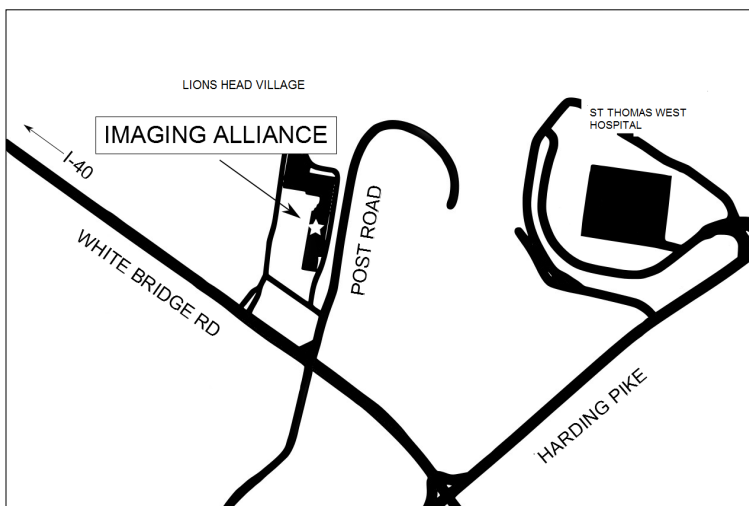 LIONS HEAD VILLAGE
ST THOMAS WEST
HOSPITAL
IMAGING ALLIANCE
I-40
WHITE BRIDGE RD
POST ROAD
HARDING PIKE